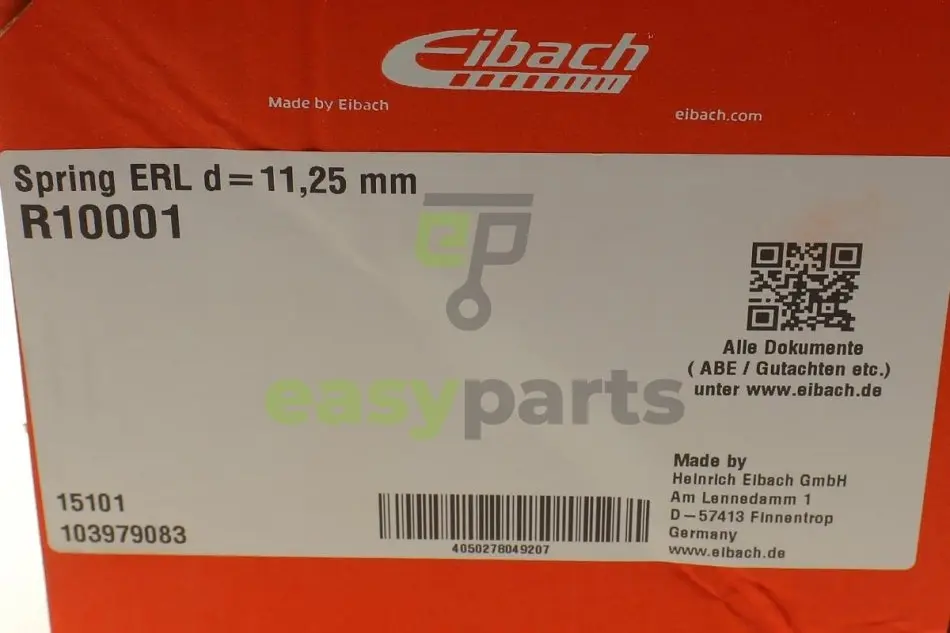 Eibach
Made by Eibach
eibach.com
Spring ERL d=11,25 mm
R10001
ep
easyparts
Alle Dokumente
( ABE / Gutachten etc.)
unter www.eibach.de
15101
103979083
4050278049207
Made by
Heinrich Eibach GmbH
Am Lennedamm 1
D-57413 Finnentrop
Germany
www.eibach.de